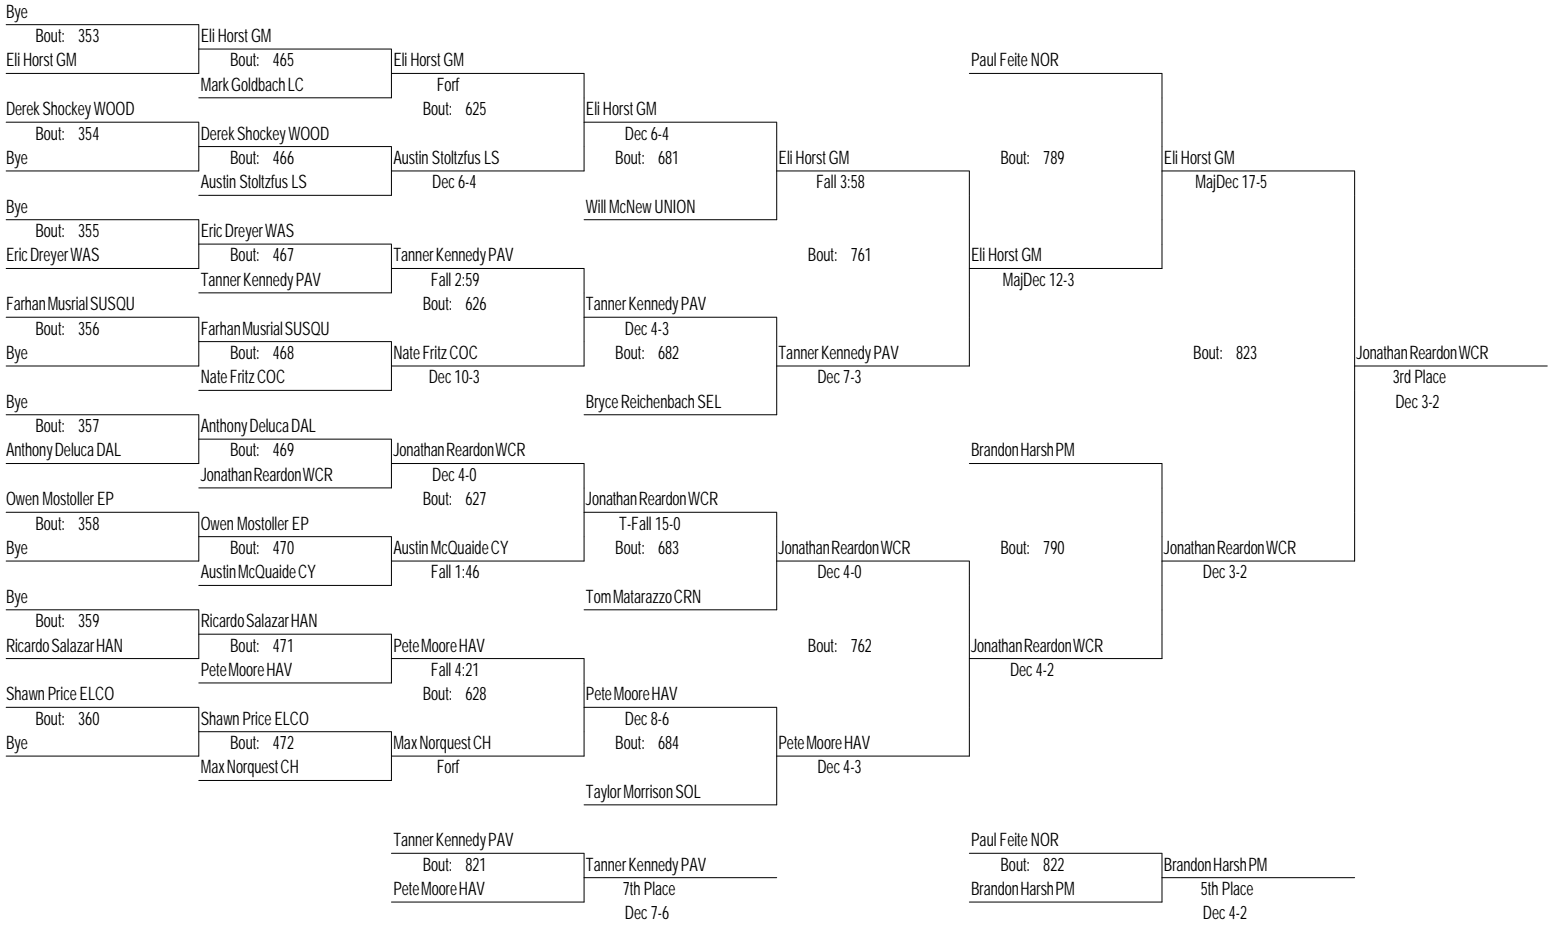 Bye
Bout: 353
Eli Horst GM
Eli Horst GM
Bout: 465
Mark Goldbach LC
Derek Shockey WOOD
Bout: 354
Bye
Derek Shockey WOOD
Bout: 466
Austin Stoltzfus LS
Bye
Bout: 355
Eric Dreyer WAS
Eric Dreyer WAS
Bout: 467
Tanner Kennedy PAV
Farhan Musrial SUSQU
Bout: 356
Bye
Farhan Musrial SUSQU
Bout: 468
Nate Fritz COC
Bye
Bout: 357
Anthony Deluca DAL
Anthony Deluca DAL
Bout: 469
Jonathan Reardon WCR
Owen Mostoller EP
Bout: 358
Bye
Owen Mostoller EP
Bout: 470
Austin McQuaide CY
Bye
Bout: 359
Ricardo Salazar HAN
Ricardo Salazar HAN
Bout: 471
Pete Moore HAV
Shawn Price ELCO
Bout: 360
Bye
Shawn Price ELCO
Bout: 472
Max Norquest CH
Eli Horst GM
Forf
Bout: 625
Austin Stoltzfus LS
Dec 6-4
Tanner Kennedy PAV
Fall 2:59
Bout: 626
Nate Fritz COC
Dec 10-3
Jonathan Reardon WCR
Dec 4-0
Bout: 627
Austin McQuaide CY
Fall 1:46
Pete Moore HAV
Fall 4:21
Bout: 628
Max Norquest CH
Forf
Eli Horst GM
Dec 6-4
Bout: 681
Will McNew UNION
Tanner Kennedy PAV
Dec 4-3
Bout: 682
Bryce Reichenbach SEL
Jonathan Reardon WCR
T-Fall 15-0
Bout: 683
Tom Matarazzo CRN
Pete Moore HAV
Dec 8-6
Bout: 684
Taylor Morrison SOL
Eli Horst GM
Fall 3:58
Bout: 761
Tanner Kennedy PAV
Dec 7-3
Jonathan Reardon WCR
Dec 4-0
Bout: 762
Pete Moore HAV
Dec 4-3
Paul Feite NOR
Bout: 789
Eli Horst GM
MajDec 12-3
Brandon Harsh PM
Bout: 790
Jonathan Reardon WCR
Dec 4-2
Eli Horst GM
MajDec 17-5
Bout: 823
Jonathan Reardon WCR
Dec 3-2
Jonathan Reardon WCR
3rd Place
Dec 3-2
Tanner Kennedy PAV
Bout: 821
Pete Moore HAV
Tanner Kennedy PAV
7th Place
Dec 7-6
Paul Feite NOR
Bout: 822
Brandon Harsh PM
Brandon Harsh PM
5th Place
Dec 4-2